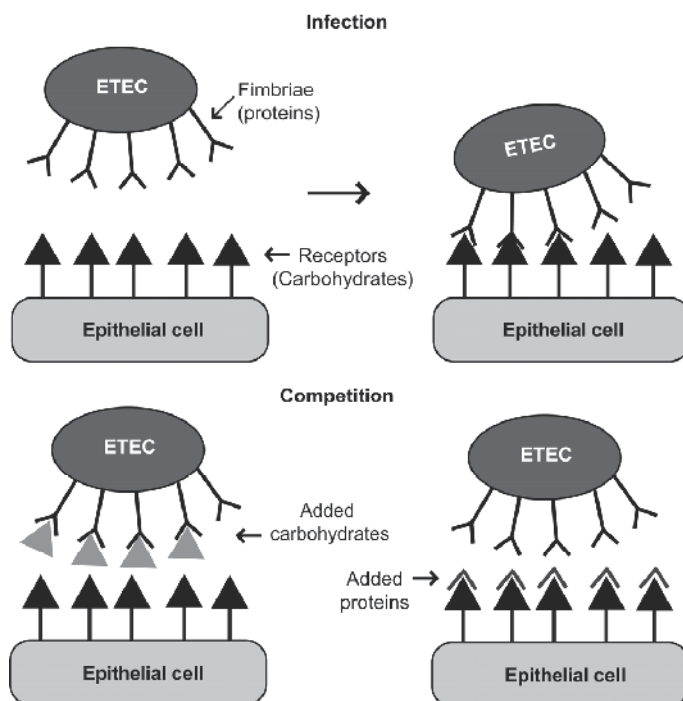 Infection
ETEC
Fimbriae
(proteins)
ETEC
Receptors
(Carbohydrates)
Epithelial cell
Epithelial cell
Competition
ETEC
Added
carbohydrates
Epithelial cell
ETEC
Added
proteins
Epithelial cell